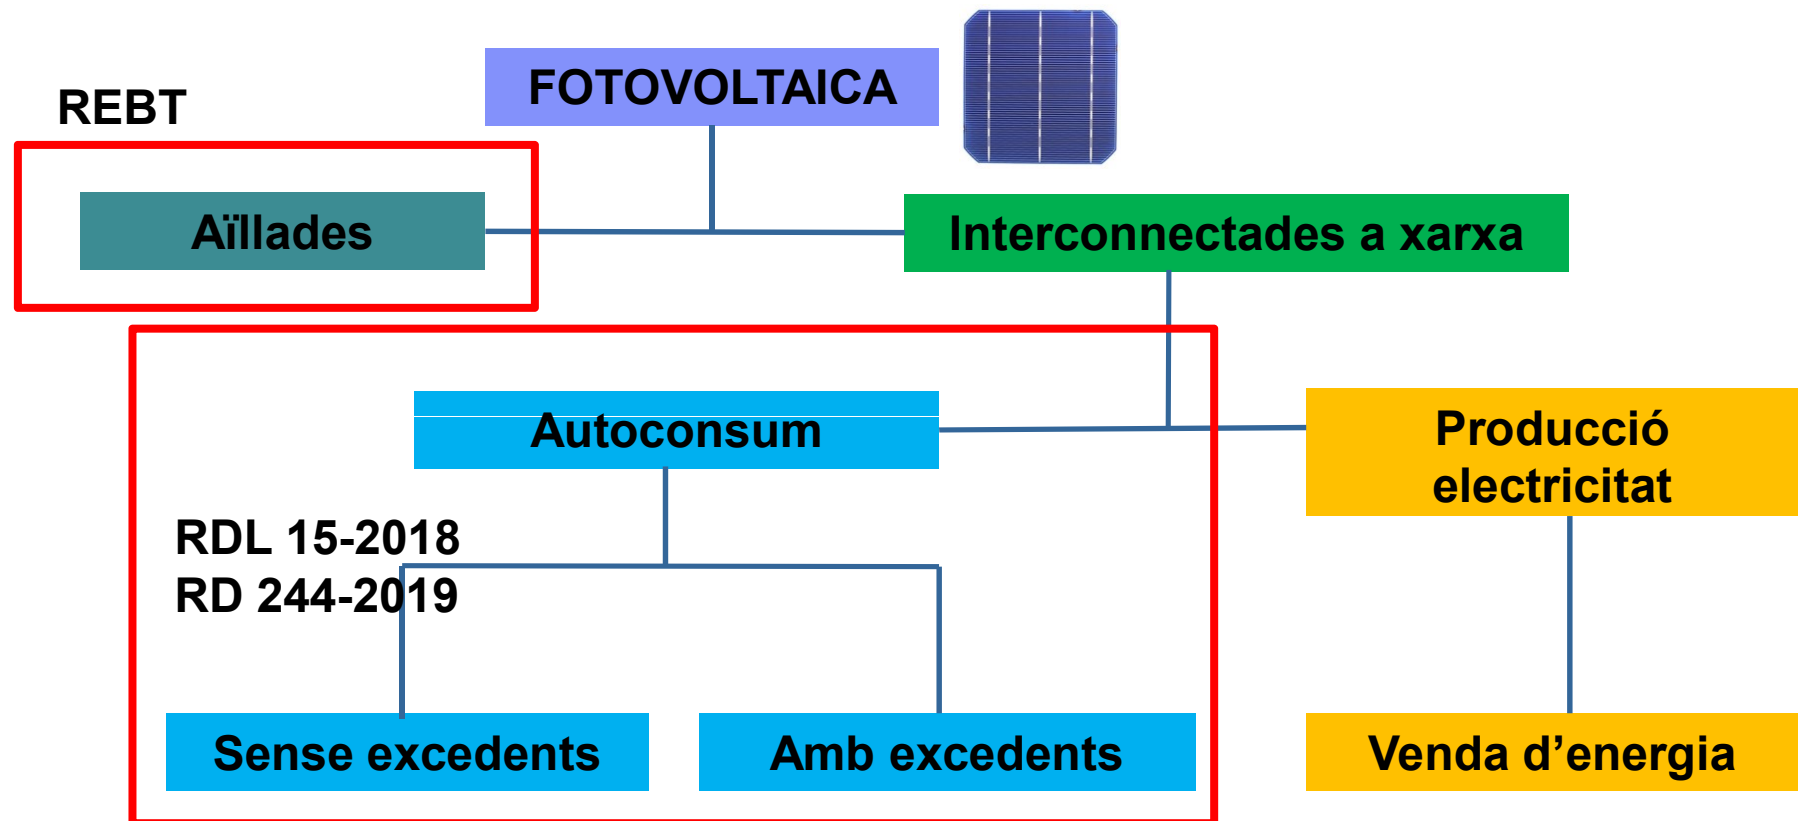 FOTOVOLTAICA
REBT
Aïllades
Interconnectades a xarxa
Autoconsum
Producció
electricitat
RDL 15-2018
RD 244-2019
Sense excedents
Amb excedents
Venda d’energia